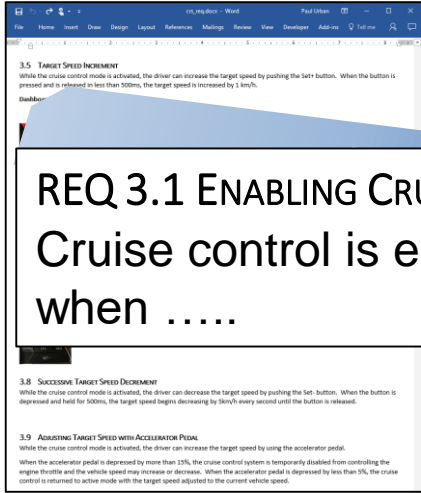 crs_req.docx - Word Paul Urban
File Home Insert Draw Design Layout References Mailings Review View Developer Add-ins Tell me
3.5 TARGET SPEED INCREMENT
While the cruise control mode is activated, the driver can increase the target speed by pushing the Set+ button. When the button is
pressed and is released in less than 500ms, the target speed is increased by 1 km/h.
Dashbo
REQ 3.1 ENABLING CRU
Cruise control is e
when …..
3.8 SUCCESSIVE TARGET SPEED DECREMENT
While the cruise control mode is activated, the driver can decrease the target speed by pushing the Set- button. When the button is
depressed and held for 500ms, the target speed begins decreasing by 5km/h every second until the button is released.
3.9 ADJUSTING TARGET SPEED WITH ACCELERATOR PEDAL
While the cruise control mode is activated, the driver can increase the target speed by using the accelerator pedal.
When the accelerator pedal is depressed by more than 15%, the cruise control system is temporarily disabled from controlling the
engine throttle and the vehicle speed may increase or decrease. When the accelerator pedal is depressed by less than 5%, the cruise
control is returned to active mode with the target speed adjusted to the current vehicle speed.